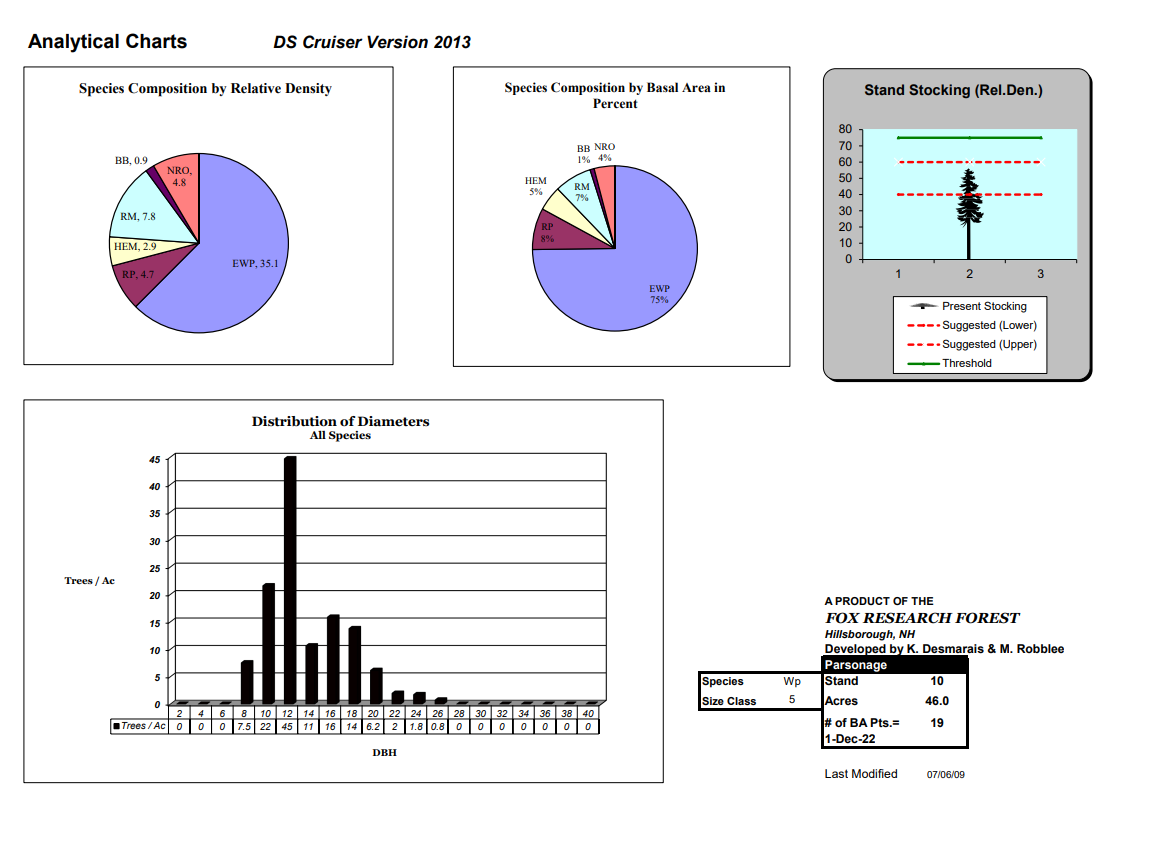 Analytical Charts DS Cruiser Version 2013
Species Composition by Relative Density
BB, 0.9
NRO,
4.8
RM, 7.8
HEM, 2.9
EWP, 35.1
RP, 4.7
Species Composition by Basal Area in
Percent
BB
1%
NRO
4%
HEM
5%
RM
7%
RP
8%
EWP
75%
Stand Stocking (Rel.Den.)
80
70
60
50
40
30
20
10
0
1 2 3
Present Stocking
Suggested (Lower)
Suggested (Upper)
Threshold
Distribution of Diameters
All Species
45
40
35
30
25
20
15
10
5
0
Trees / Ac
2 4 6 8 10 12 14 16 18 20 22 24 26 28 30 32 34 36 38 40
Trees / Ac 0 0 0 7.5 22 45 11 16 14 6.2 2 1.8 0.8 0 0 0 0 0 0 0
DBH
A PRODUCT OF THE
FOX RESEARCH FOREST
Hillsborough, NH
Developed by K. Desmarais & M. Robblee
Parsonage
Species Wp
Size Class 5
Stand 10
Acres 46.0
# of BA Pts.= 19
1-Dec-22
Last Modified 07/06/09